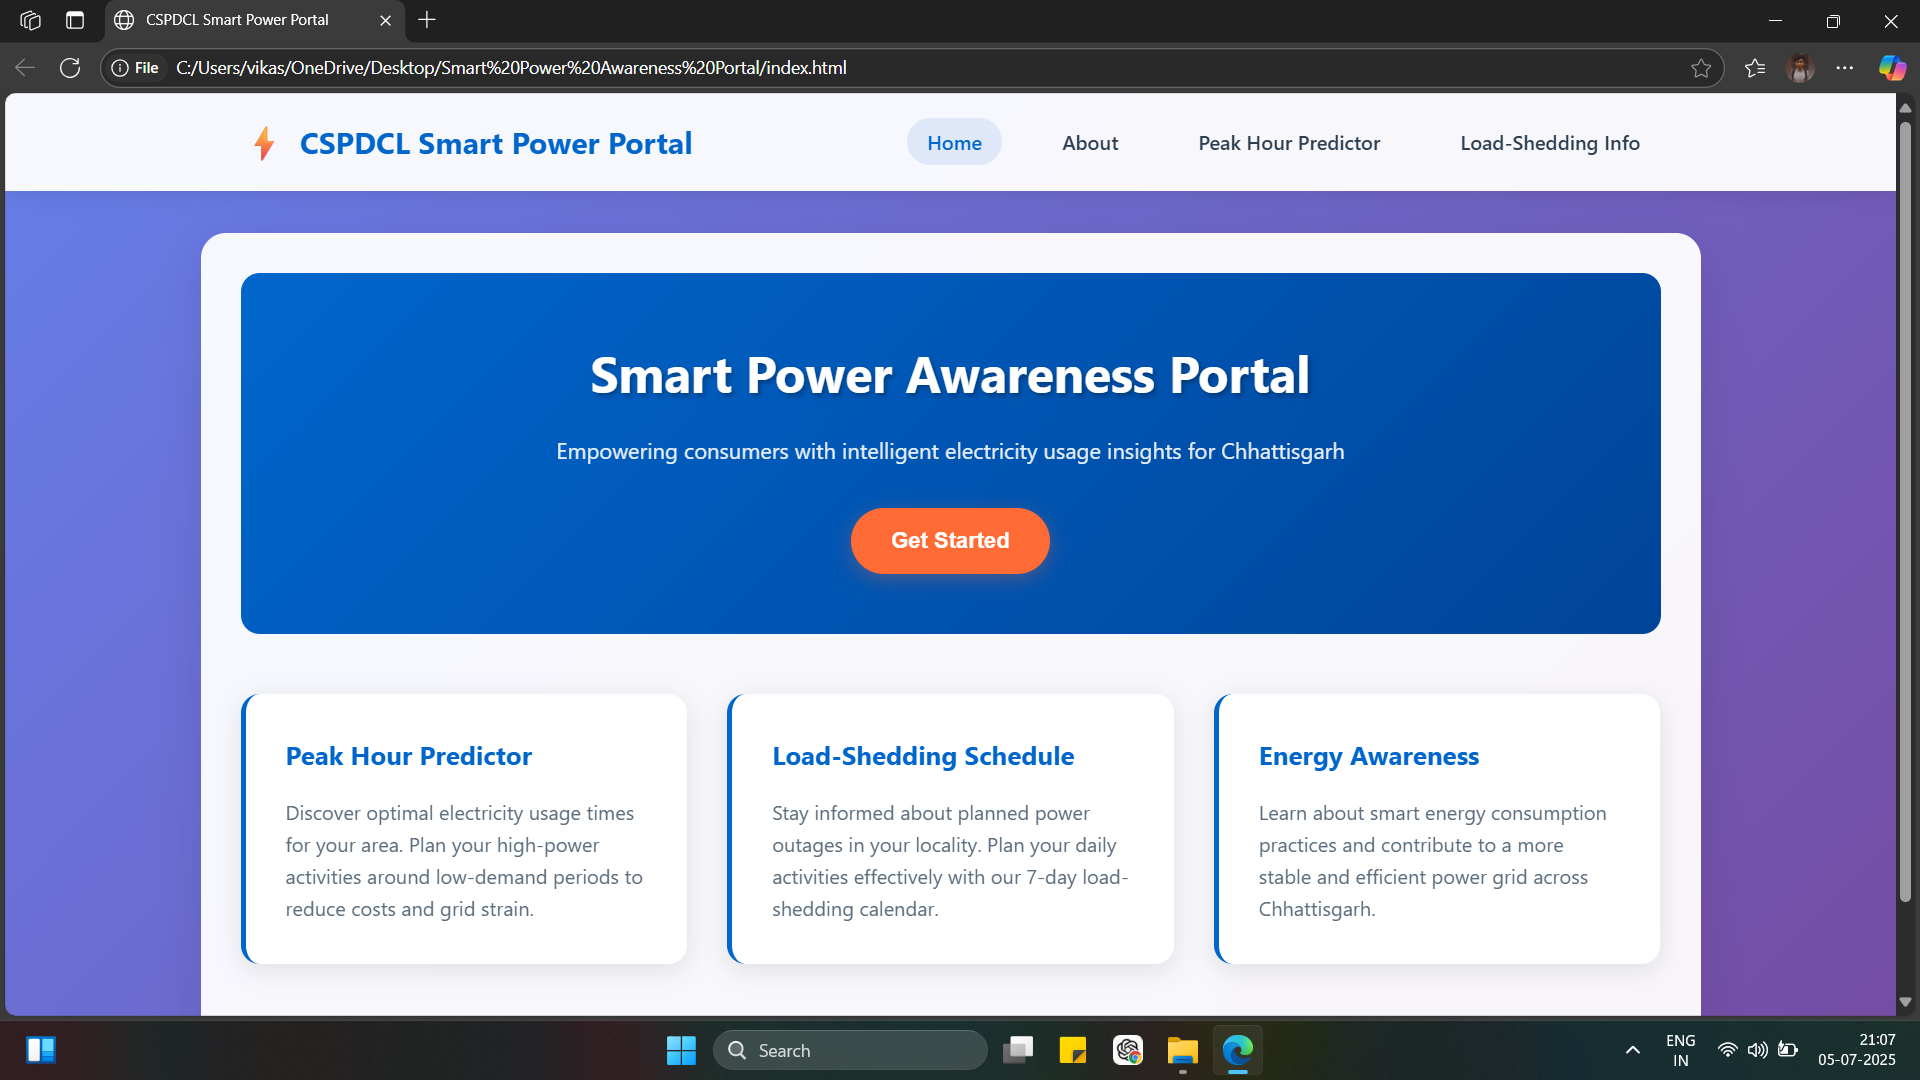 CSPDCL Smart Power Portal
File C:/Users/vikas/OneDrive/Desktop/Smart%20Power%20Awareness%20Portal/index.html
CSPDCL Smart Power Portal
Home About Peak Hour Predictor Load-Shedding Info
Smart Power Awareness Portal
Empowering consumers with intelligent electricity usage insights for Chhattisgarh
Get Started
Peak Hour Predictor
Discover optimal electricity usage times
for your area. Plan your high-power
activities around low-demand periods to
reduce costs and grid strain.
Load-Shedding Schedule
Stay informed about planned power
outages in your locality. Plan your daily
activities effectively with our 7-day load-
shedding calendar.
Energy Awareness
Learn about smart energy consumption
practices and contribute to a more
stable and efficient power grid across
Chhattisgarh.
Search
ENG
IN
21:07
05-07-2025